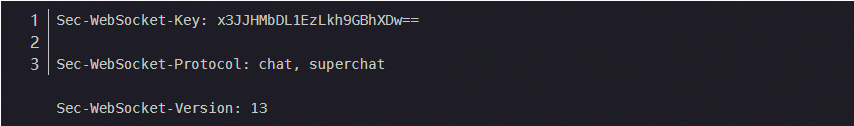 1 Sec-WebSocket-Key: x3JJHMbDL1EzLkh9GBhXDw==
2
3 Sec-WebSocket-Protocol: chat, superchat
Sec-WebSocket-Version: 13